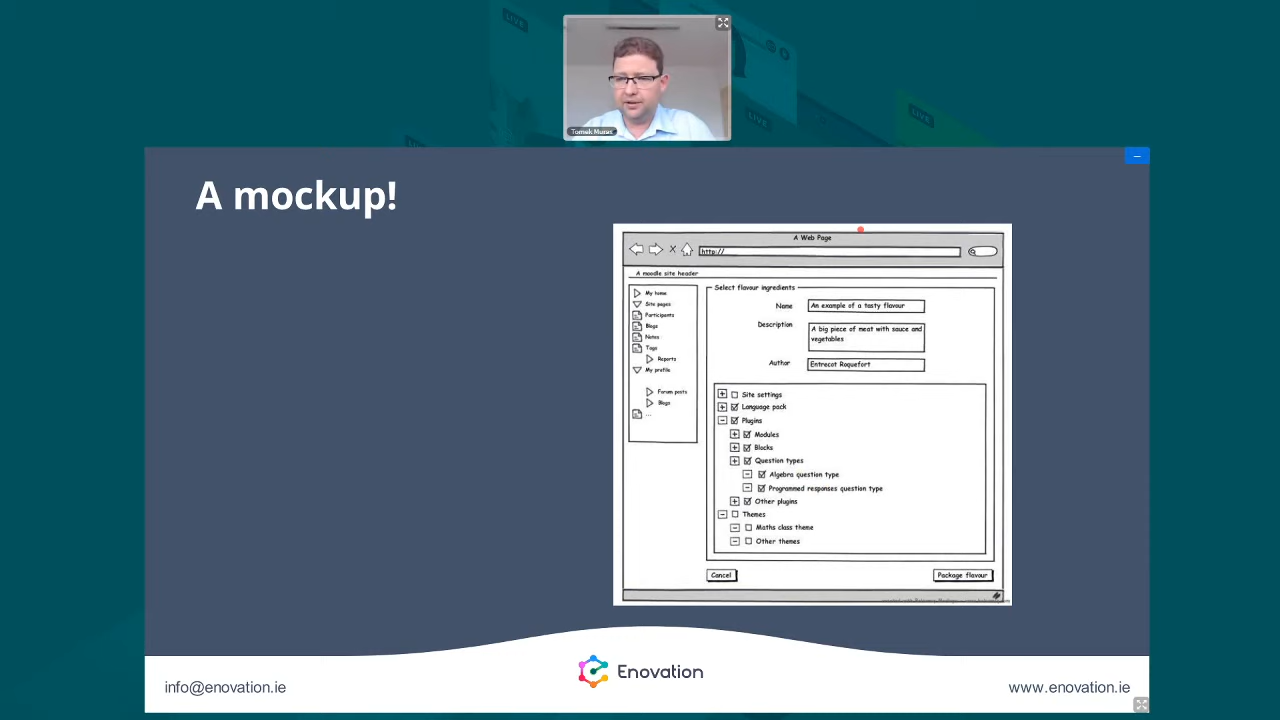 LIVE
LIVE
LIVE
Tomek Muras
A mockup!
A Web Page
http://
A moodle site header
My home
Site pages
Participants
Blogs
Notes
Tags
Reports
My profile
Forum posts
Blogs
...
Select flavour ingredients
Name
An example of a tasty flavour
Description
A big piece of meat with sauce and
vegetables
Author
Entrecot Roquefort
Site settings
Language pack
Plugins
Modules
Blocks
Question types
Algebra question type
Programmed responses question type
Other plugins
Themes
Maths class theme
Other themes
Cancel
Package flavour
info@enovation.ie
Enovation
www.enovation.ie